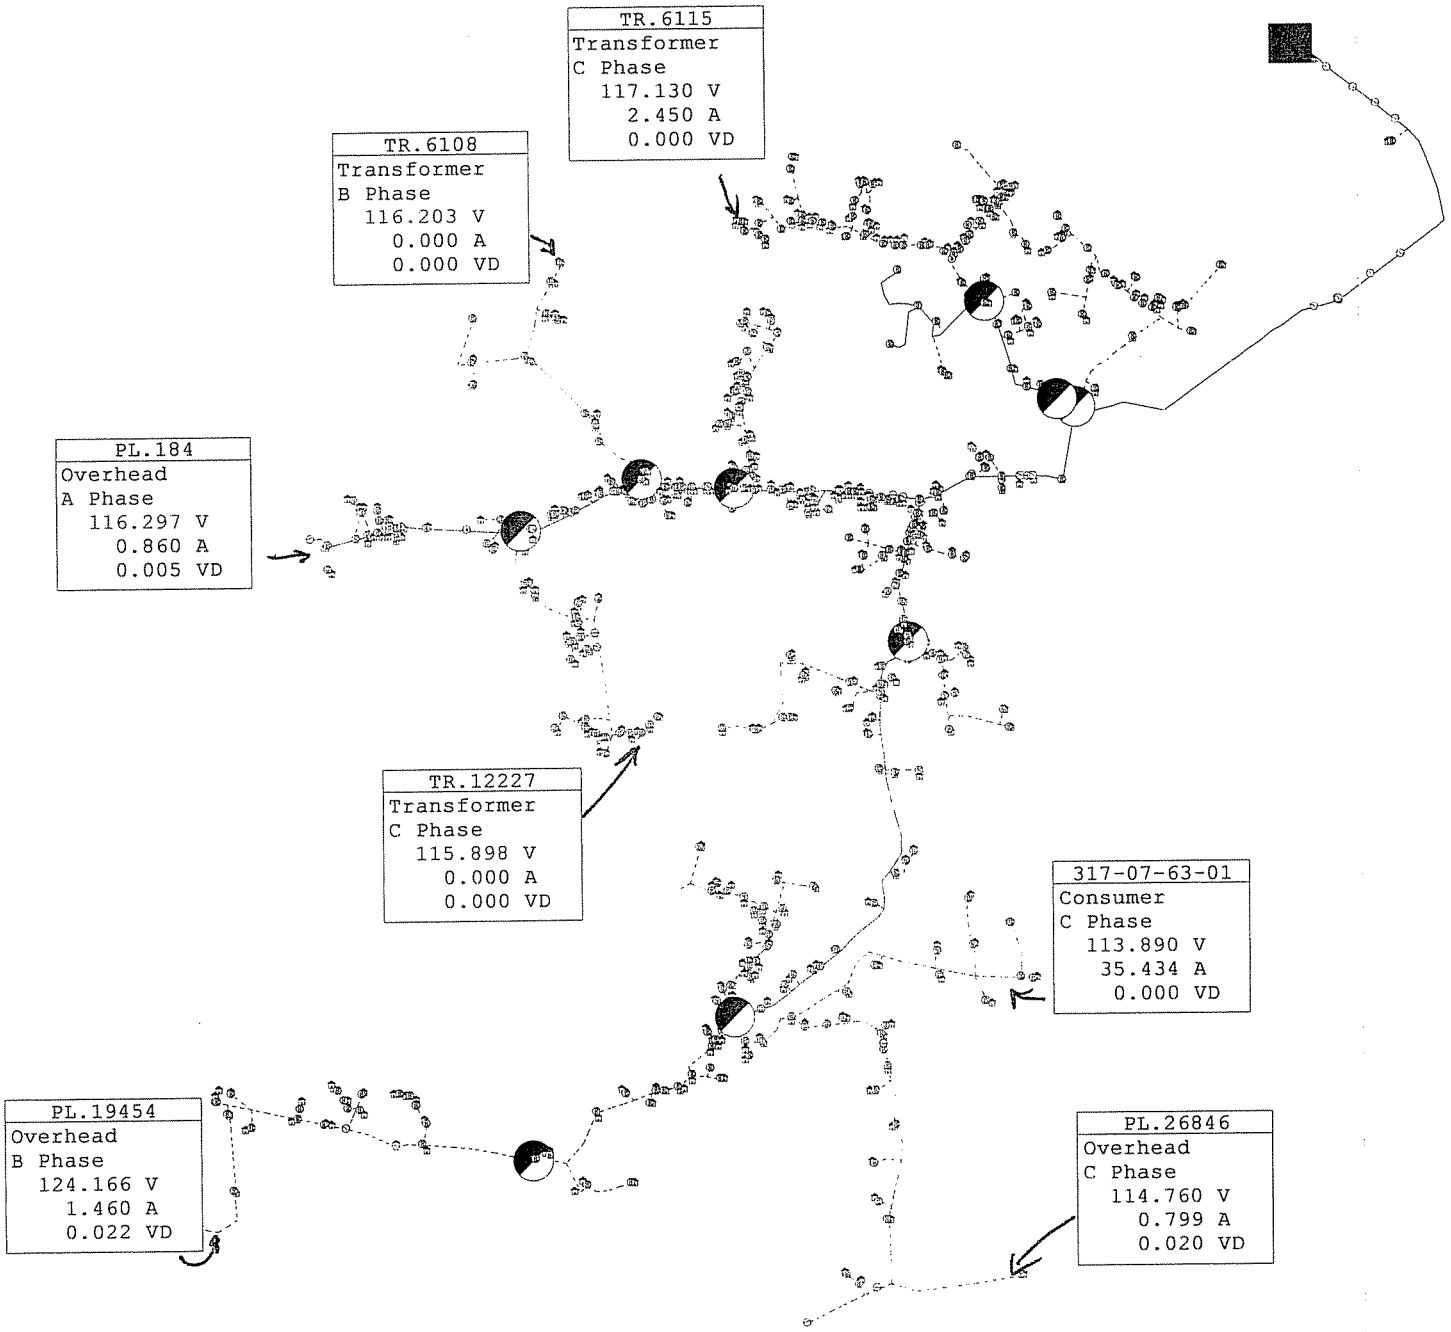 TR.6115
Transformer
C Phase
117.130 V
2.450 A
0.000 VD
TR.6108
Transformer
B Phase
116.203 V
0.000 A
0.000 VD
PL.184
Overhead
A Phase
116.297 V
0.860 A
0.005 VD
TR.12227
Transformer
C Phase
115.898 V
0.000 A
0.000 VD
317-07-63-01
Consumer
C Phase
113.890 V
35.434 A
0.000 VD
PL.19454
Overhead
B Phase
124.166 V
1.460 A
0.022 VD
PL.26846
Overhead
C Phase
114.760 V
0.799 A
0.020 VD